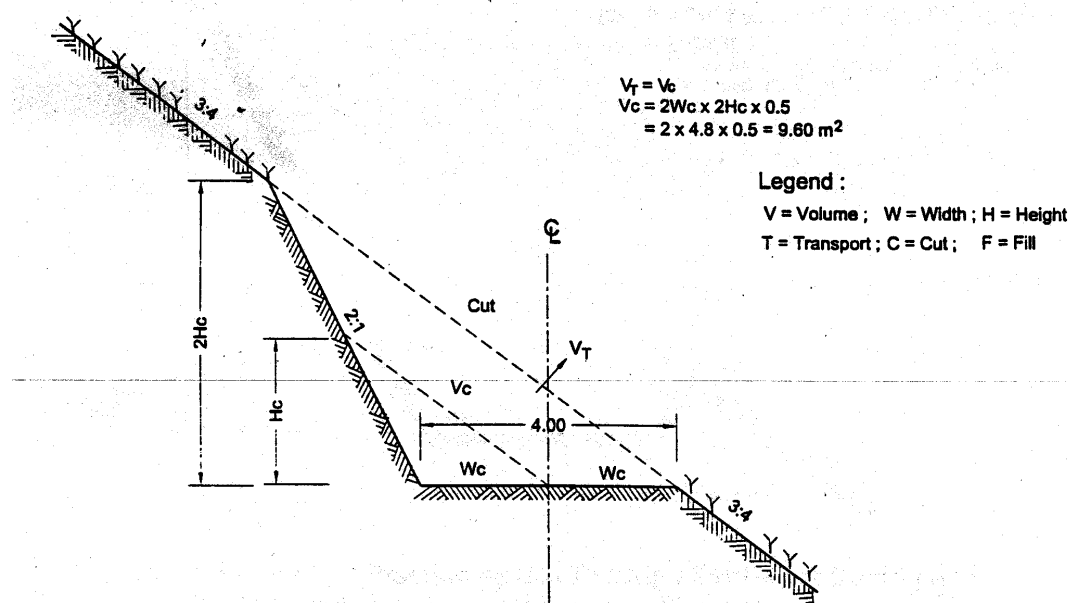 3:4
V_T = Vc
Vc = 2Wc x 2Hc x 0.5
= 2 x 4.8 x 0.5 = 9.60 m²
Legend :
V = Volume ; W = Width ; H = Height
T = Transport ; C = Cut ; F = Fill
℄
Cut
2:1
2Hc
V_T
Hc
Vc
4.00
Wc
Wc
3:4